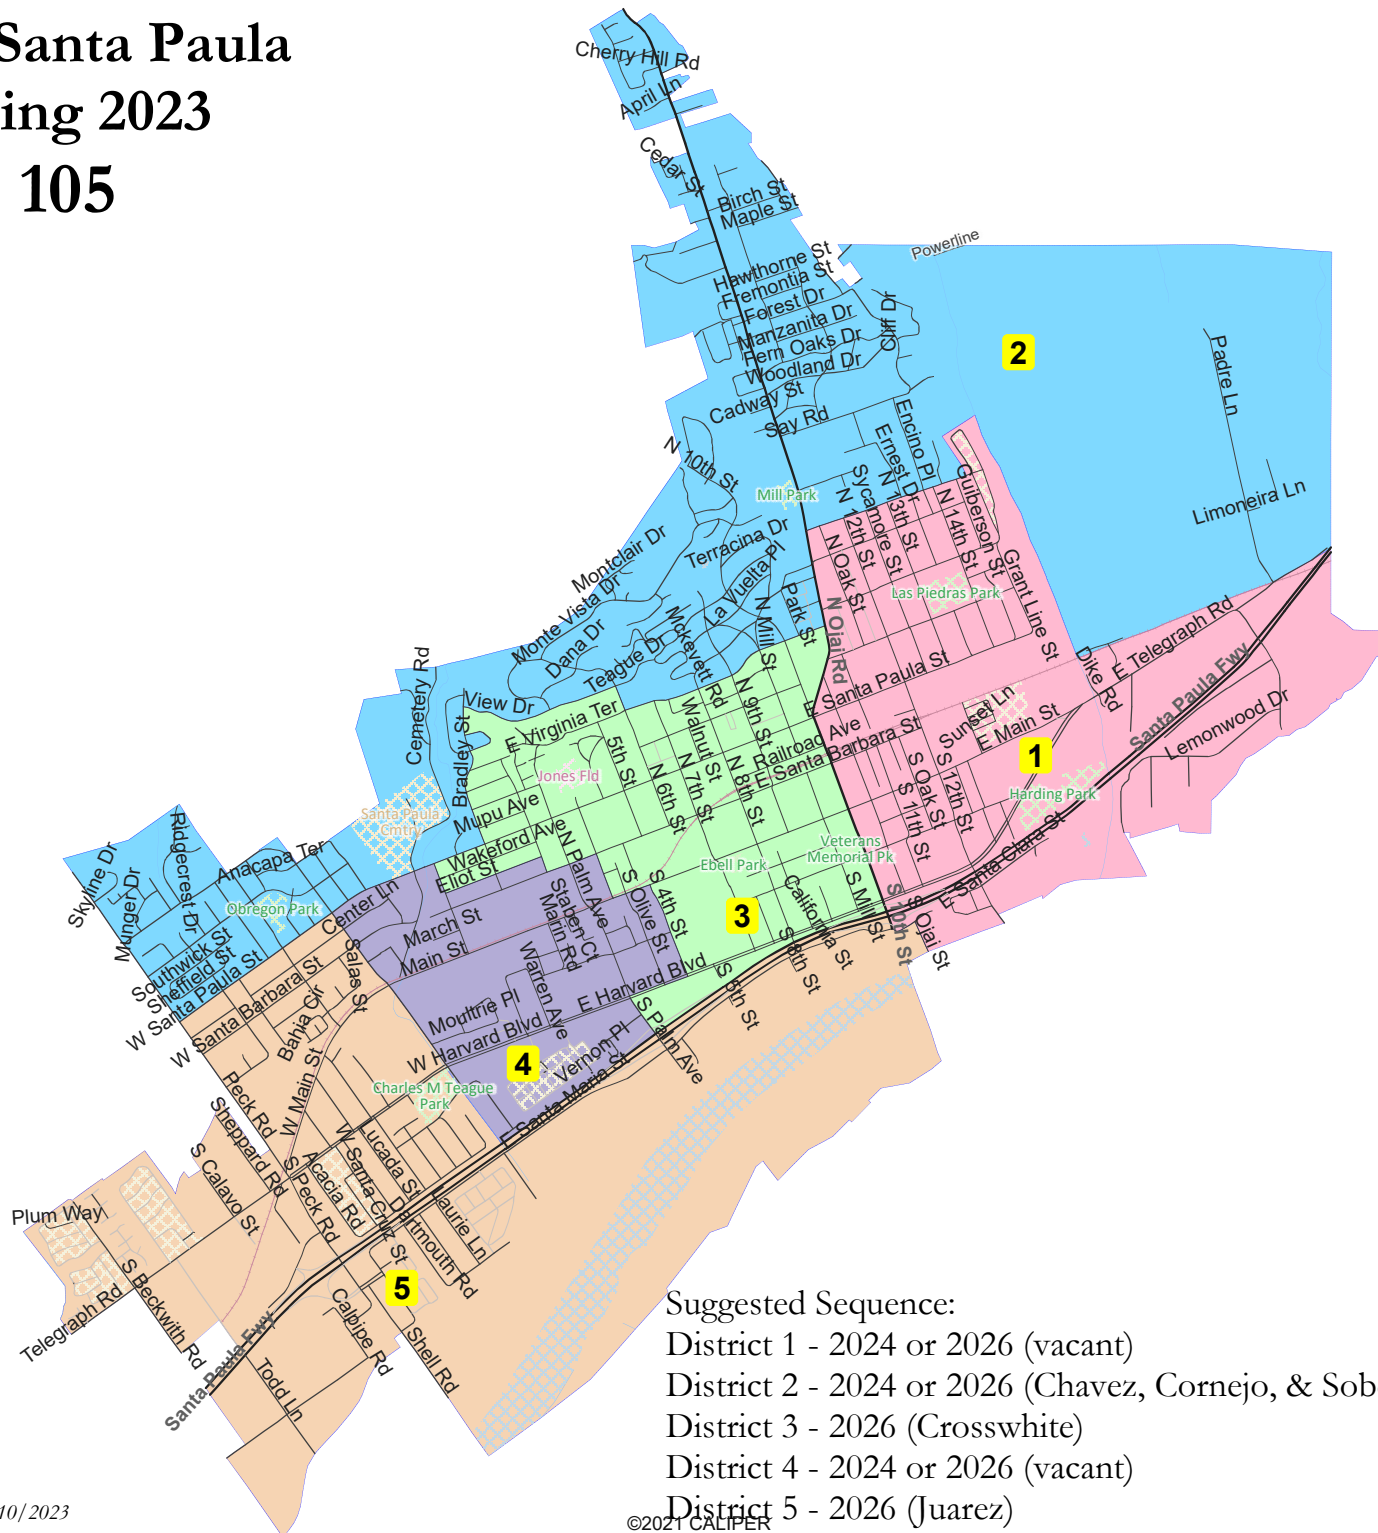 Santa Paula
ing 2023
105
Cherry Hill Rd
April Ln
Cedar St
Birch St
Maple St
Hawthorne St
Fremontia St
Forest Dr
Manzanita Dr
Fern Oaks Dr
Woodland Dr
Cadway St
Say Rd
Cliff Dr
Powerline
2
Padre Ln
Limoneira Ln
N 10th St
Mill Park
Encino Pl
Ernest Dr
Sycamore St
N 12th St
N 13th St
N 14th St
Guiberson St
Grant Line St
N Oak St
Las Piedras Park
Terracina Dr
La Vuelta Pl
Montclair Dr
Monte Vista Dr
Dana Dr
Teague Dr
Mckevett Rd
N Mill St
Park St
N Ojai Rd
Cemetery Rd
View Dr
Bradley St
E Virginia Ter
E Santa Paula St
Dike Rd
E Telegraph Rd
Santa Paula Fwy
Lemonwood Dr
Sunset Ln
E Main St
1
Harding Park
N 9th St
Walnut St
Railroad Ave
E Santa Barbara St
5th St
N 6th St
N 7th St
N 8th St
Jones Fld
Mupu Ave
Wakeford Ave
Eliot St
N Palm Ave
S Oak St
S 12th St
S 11th St
E Santa Clara St
Veterans
Memorial Pk
Ebell Park
3
California St
S Mill St
S 10th St
S Ojai St
S 8th St
S 5th St
S 4th St
S Olive St
Staben Ct
Marin Rd
Warren Ave
March St
Main St
Santa Paula
Cmtry
Anacapa Ter
Ridgecrest Dr
Skyline Dr
Munger Dr
Obregon Park
Center Ln
Southwick St
Sheffield St
W Santa Paula St
W Santa Barbara St
Salas St
Bahia Cir
W Main St
Moultrie Pl
W Harvard Blvd
E Harvard Blvd
4
Vernon Pl
E Santa Maria St
S Palm Ave
Charles M Teague
Park
Peck Rd
Sheppard Rd
S Calavo St
S Peck Rd
Acacia Rd
W Santa Cruz St
Lucada St
Dartmouth Rd
Laurie Ln
Plum Way
Telegraph Rd
S Beckwith Rd
Santa Paula Fwy
Todd Ln
Calpipe Rd
Shell Rd
5
Suggested Sequence:
District 1 - 2024 or 2026 (vacant)
District 2 - 2024 or 2026 (Chavez, Cornejo, & Sob
District 3 - 2026 (Crosswhite)
District 4 - 2024 or 2026 (vacant)
District 5 - 2026 (Juarez)
10/2023
©2021 CALIPER